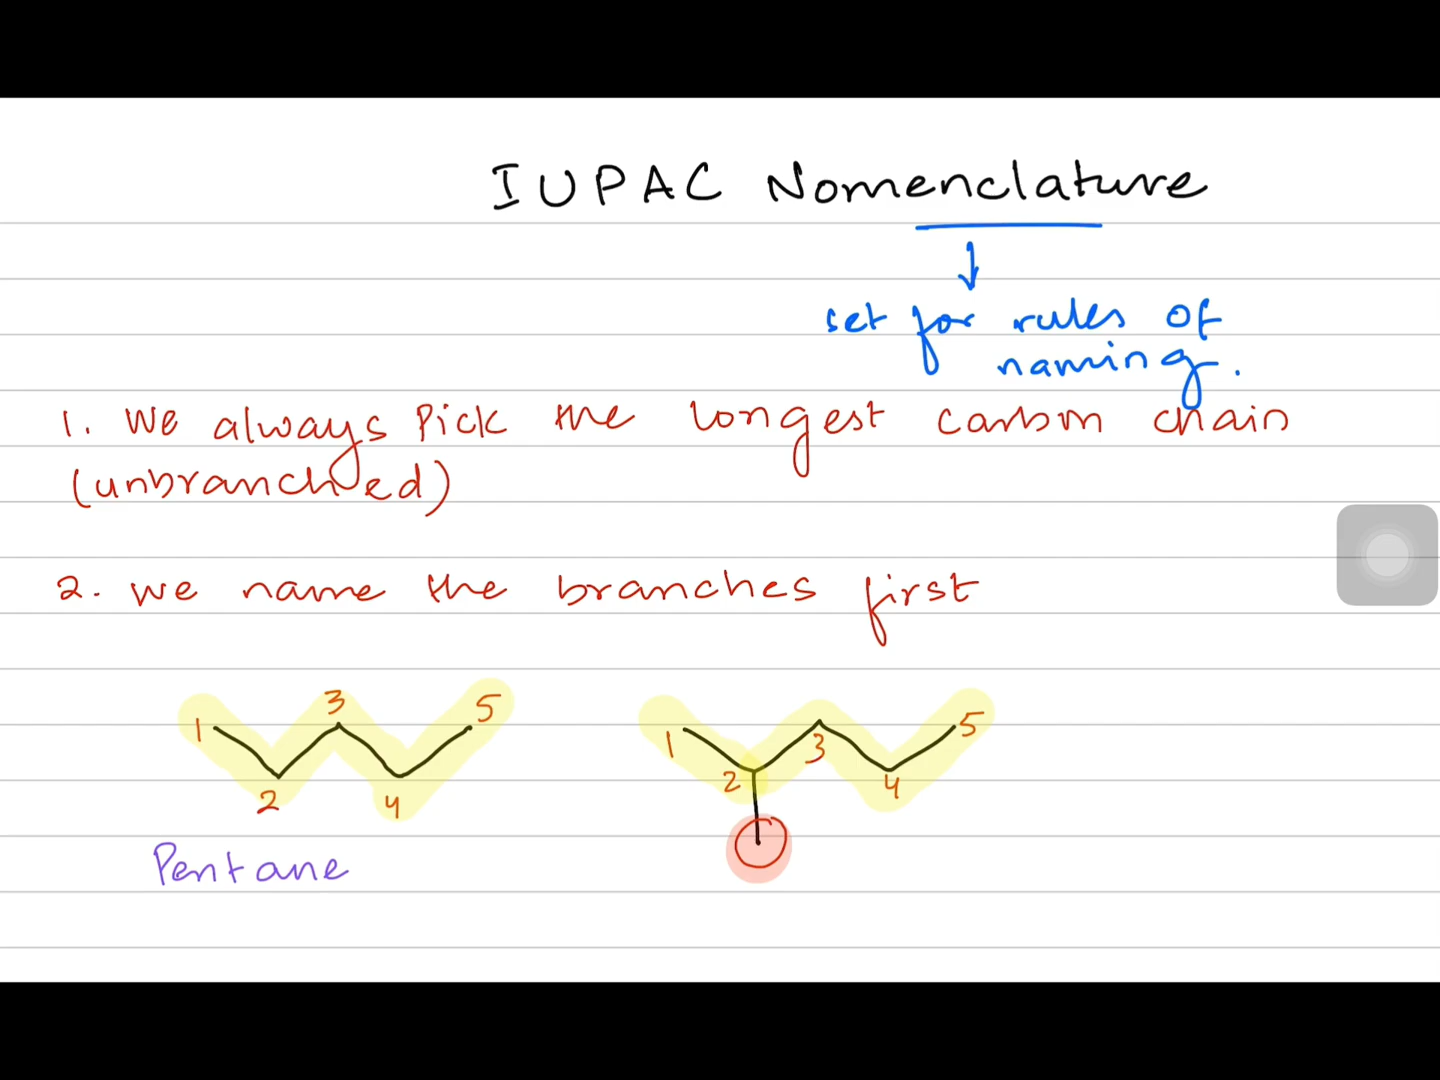 IUPAC Nomenclature
set for rules of
naming.
1. We always Pick the longest carbon chain
(unbranched)
2. we name the branches first
1 2 3 4 5
1 2 3 4 5
Pentane